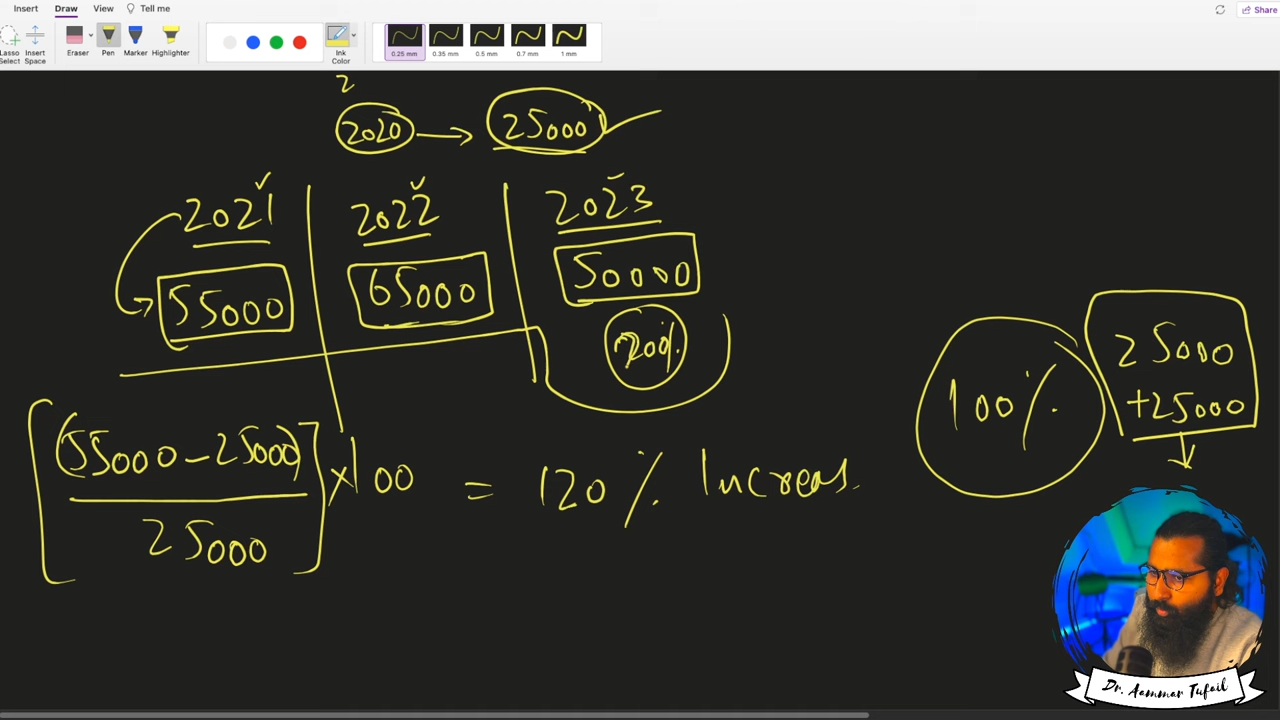 Insert Draw View Tell me
Share
Lasso Select
Insert Space
Eraser
Pen
Marker
Highlighter
Ink Color
0.25 mm
0.35 mm
0.5 mm
0.7 mm
1 mm
2
2020 → 25000 ✓
2021 2022 2023
55000 65000 50000
200%
100%
25000
+25000
[(55000-25000)
25000] ×100 = 120% Increas.
Dr. Aammar Tufail